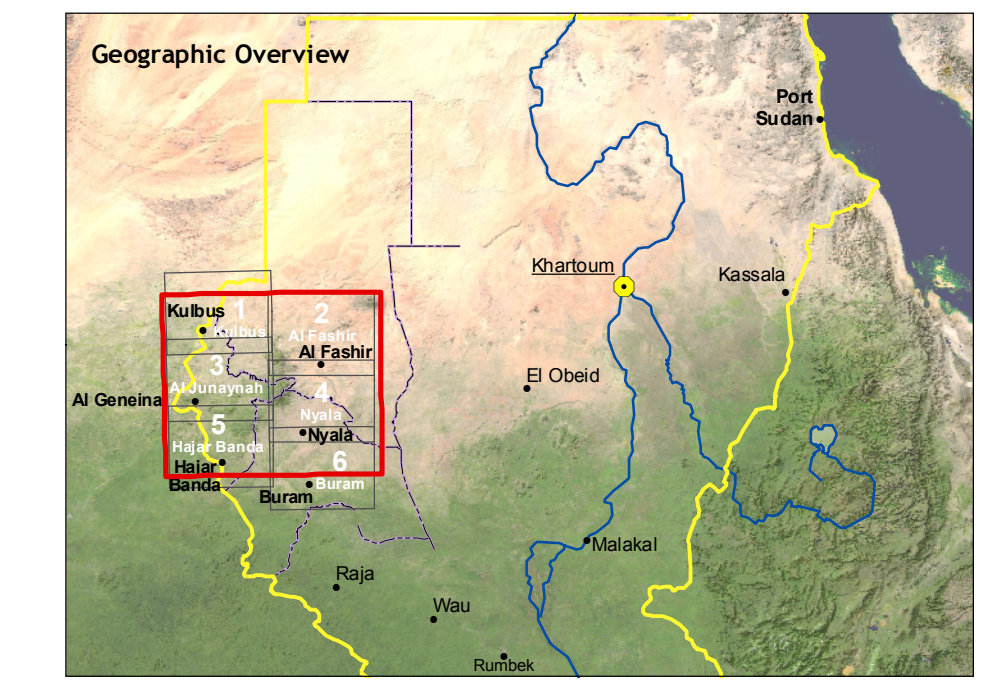 Geographic Overview
Port
Sudan
Khartoum
Kassala
Kulbus
1
Kulbus
2
Al Fashir
Al Fashir
3
Al Junaynah
Al Geneina
El Obeid
4
Nyala
Nyala
5
Hajar Banda
Hajar
Banda
6
Buram
Buram
Malakal
Raja
Wau
Rumbek